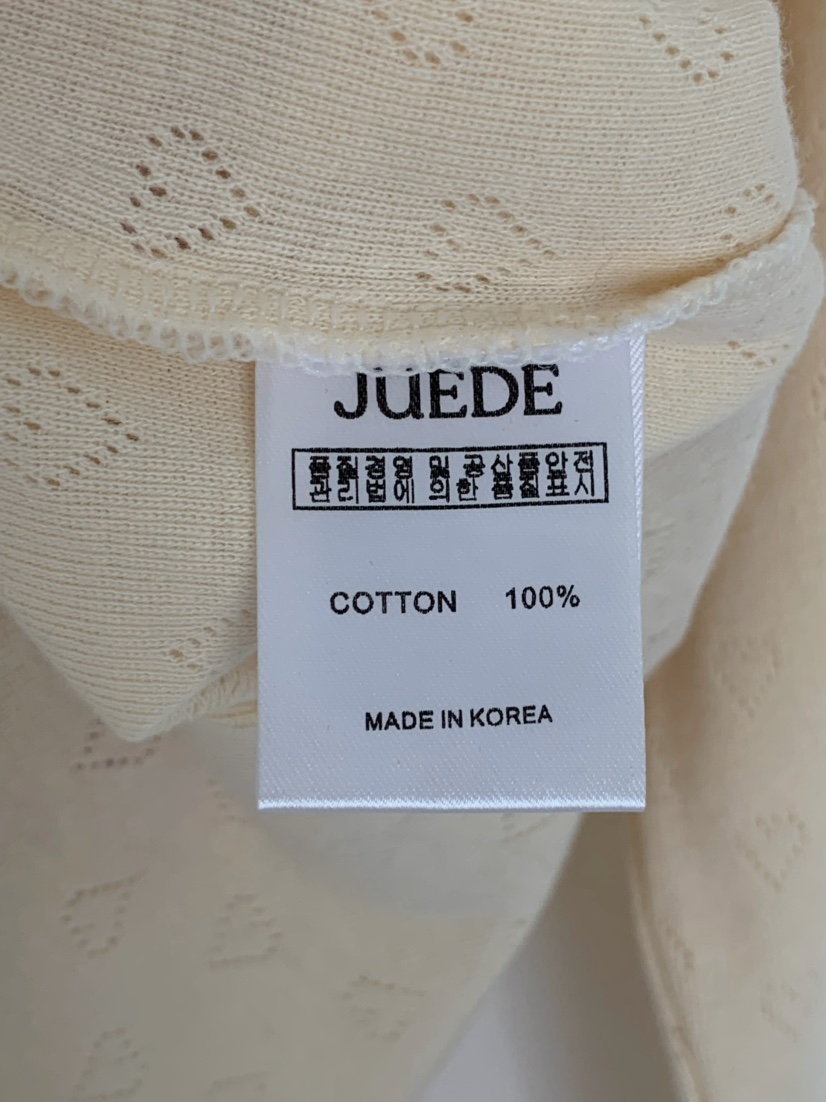 JUEDE
품질경영 및 공산품안전
관리법에 의한 품질표시
COTTON 100%
MADE IN KOREA